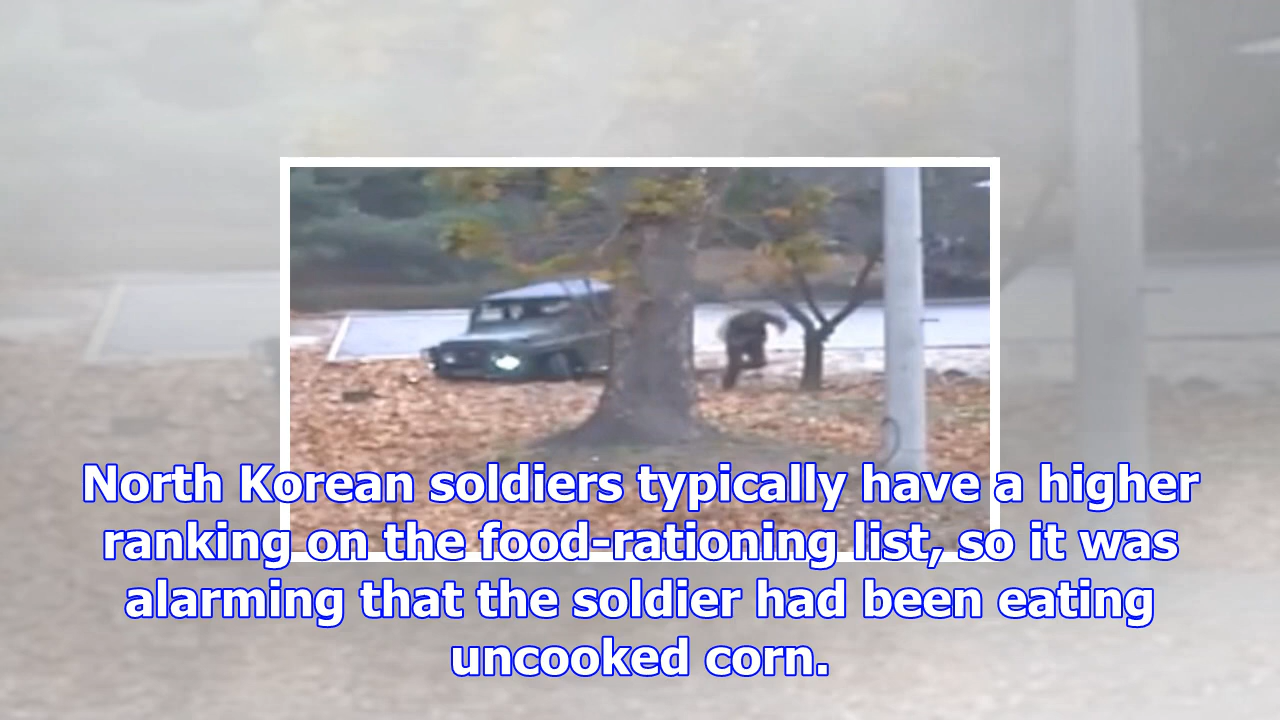 North Korean soldiers typically have a higher
ranking on the food-rationing list, so it was
alarming that the soldier had been eating
uncooked corn.